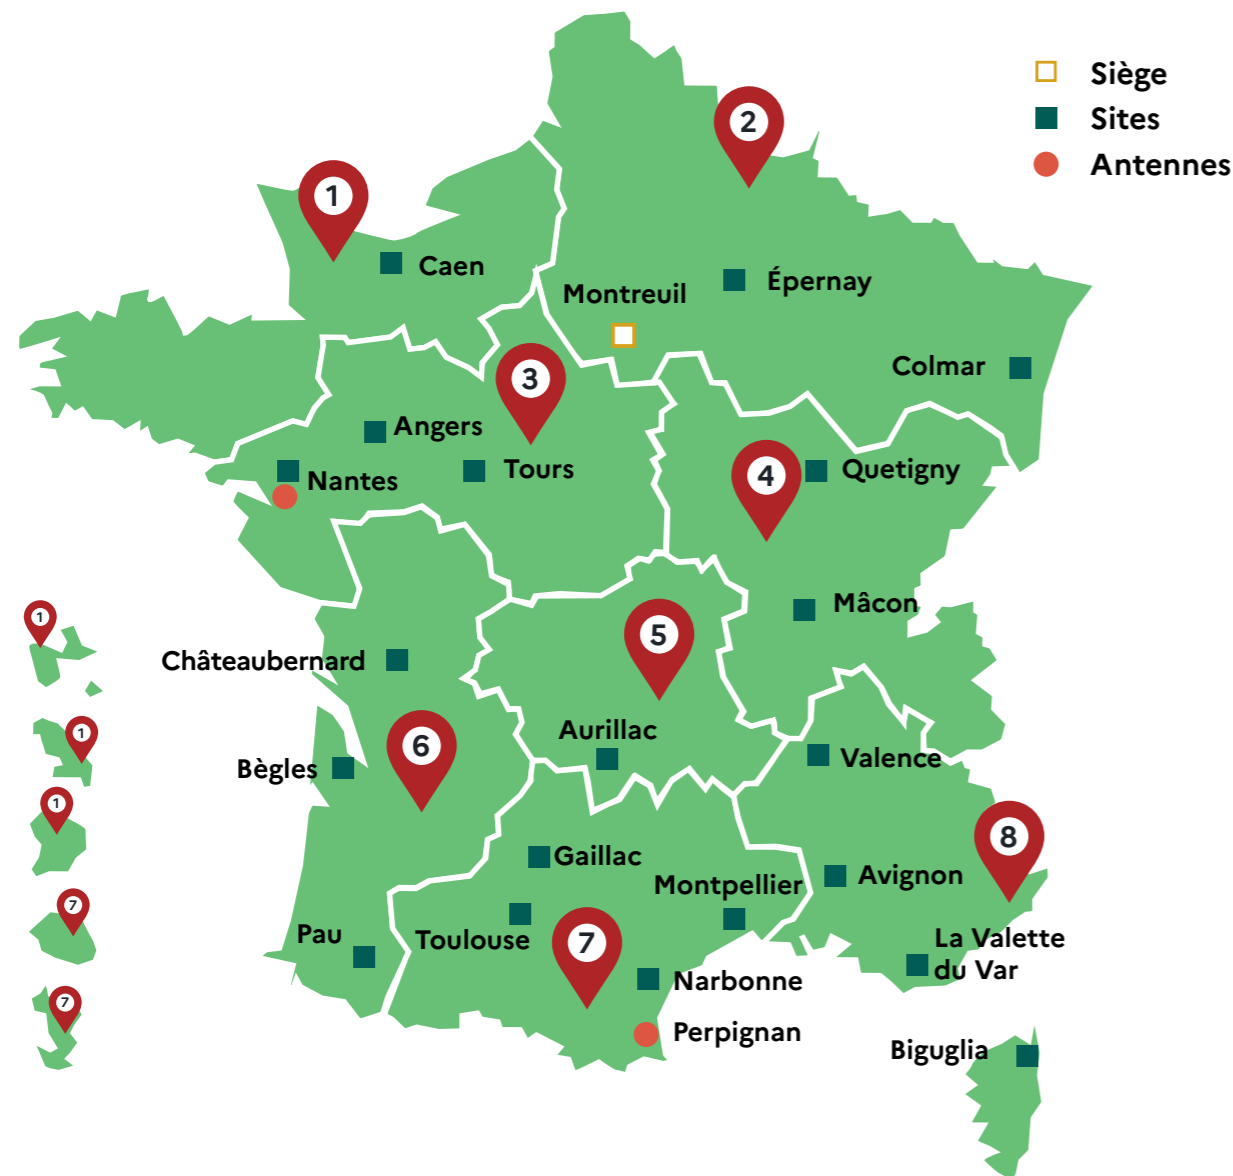 Siège
Sites
Antennes
2
1
Caen
Épernay
Montreuil
Colmar
3
Angers
Tours
Nantes
4
Quetigny
Mâcon
1
5
Châteaubernard
Aurillac
1
6
Bègles
Valence
1
8
Gaillac
Montpellier
Avignon
7
Pau
Toulouse
7
La Valette
du Var
Narbonne
7
Perpignan
Biguglia